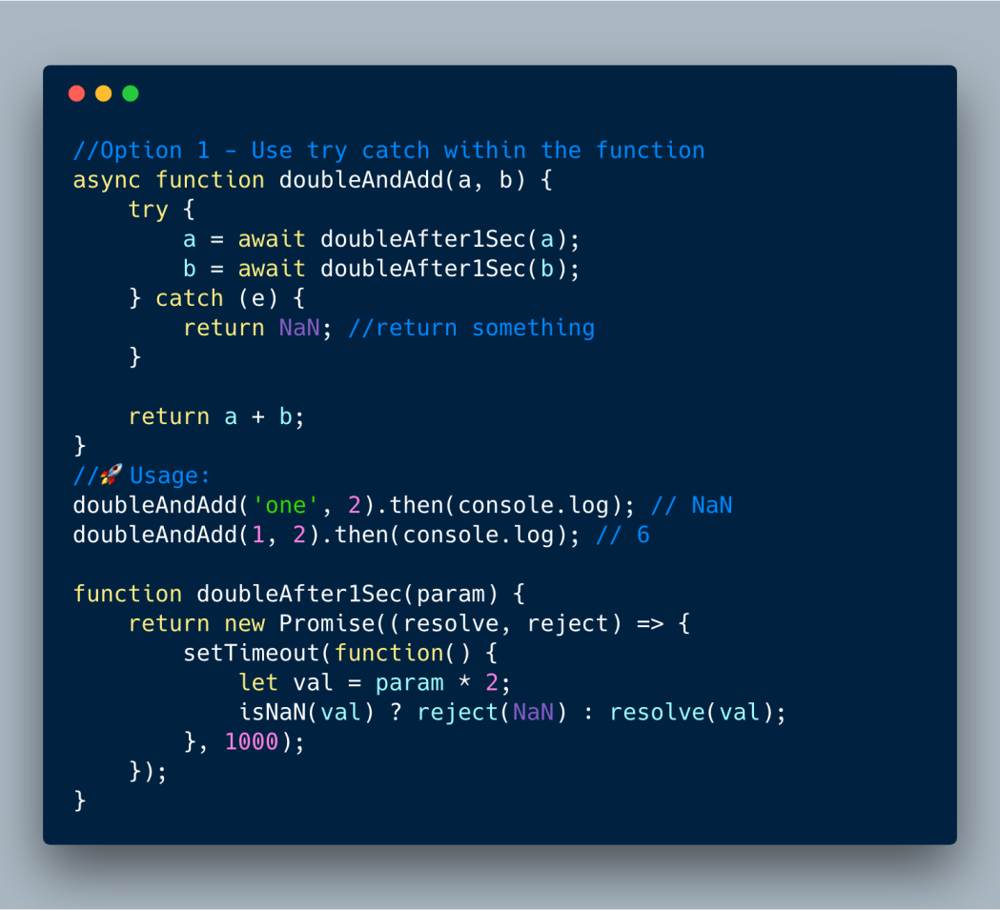 //Option 1 - Use try catch within the function
async function doubleAndAdd(a, b) {
    try {
        a = await doubleAfter1Sec(a);
        b = await doubleAfter1Sec(b);
    } catch (e) {
        return NaN; //return something
    }

    return a + b;
}
//🚀Usage:
doubleAndAdd('one', 2).then(console.log); // NaN
doubleAndAdd(1, 2).then(console.log); // 6

function doubleAfter1Sec(param) {
    return new Promise((resolve, reject) => {
        setTimeout(function() {
            let val = param * 2;
            isNaN(val) ? reject(NaN) : resolve(val);
        }, 1000);
    });
}